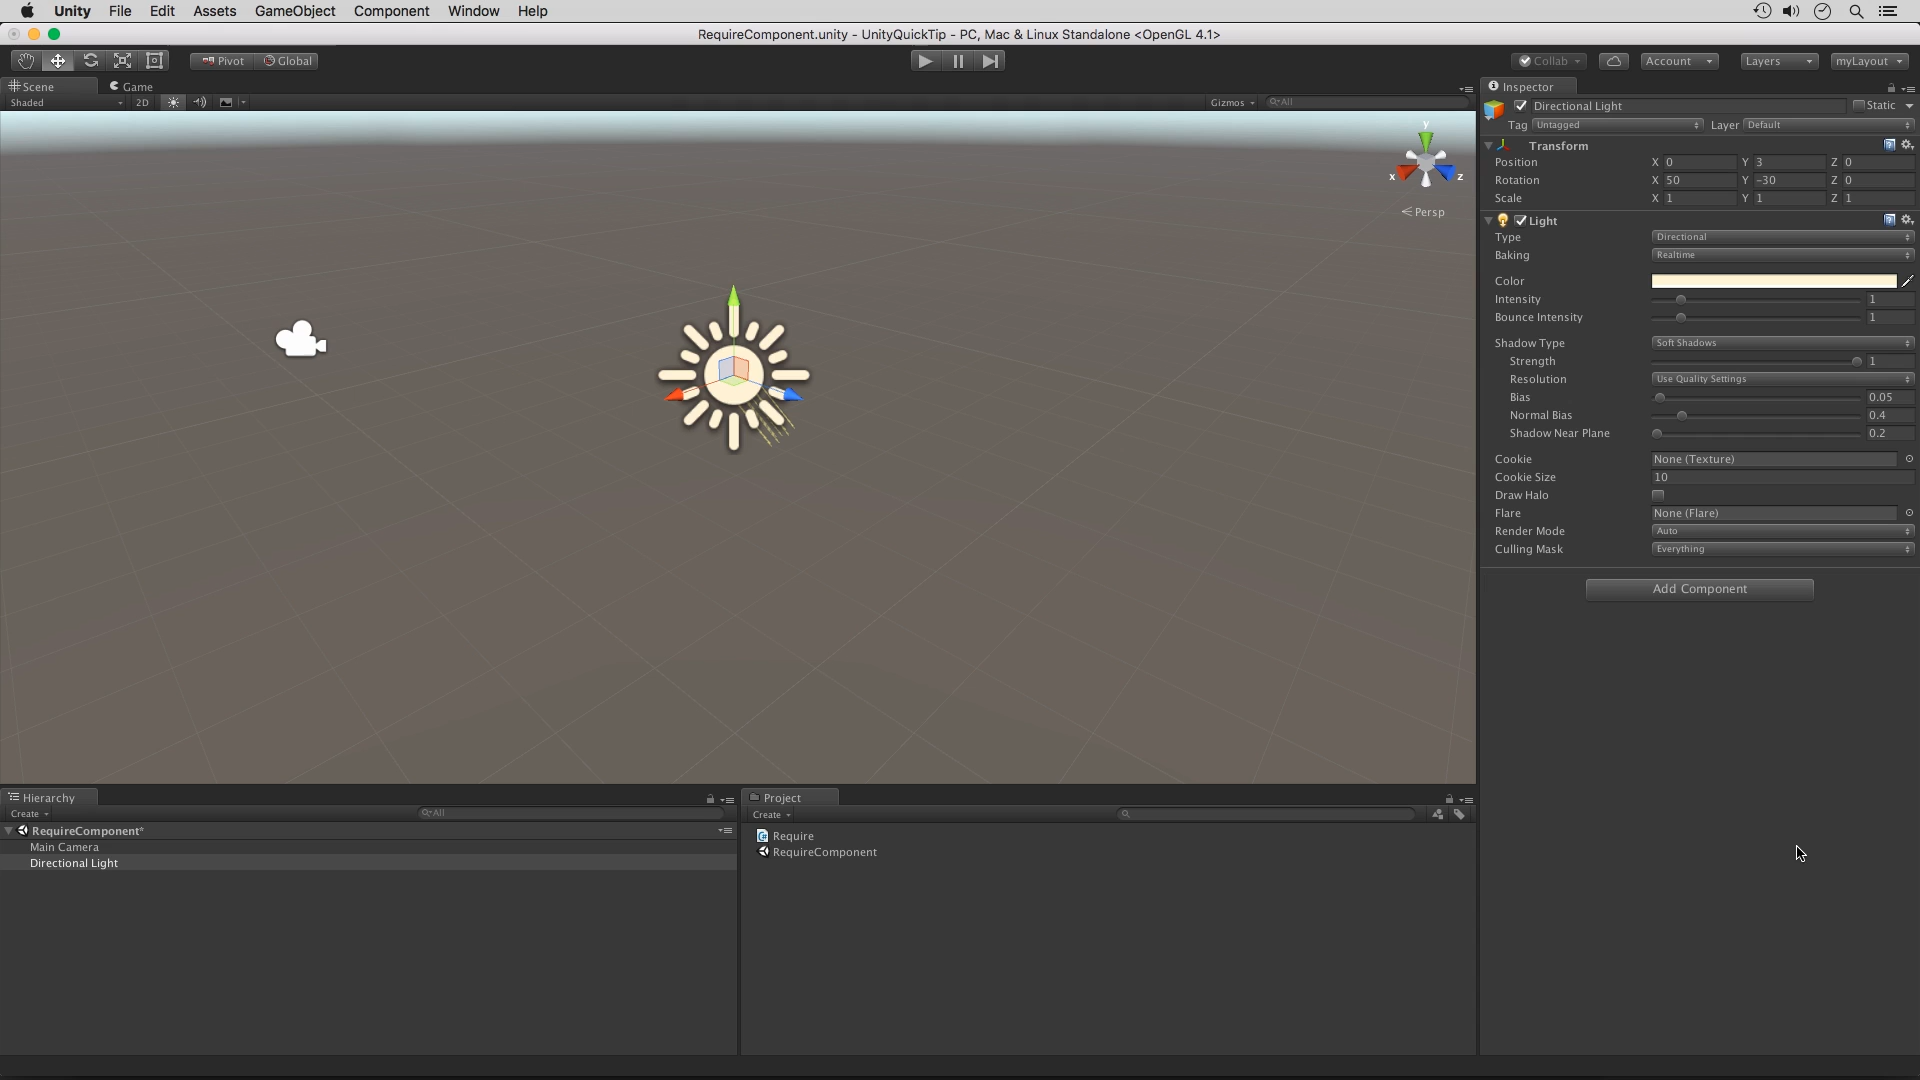 Unity File Edit Assets GameObject Component Window Help
RequireComponent.unity - UnityQuickTip - PC, Mac & Linux Standalone <OpenGL 4.1>
Pivot Global Collab Account Layers myLayout
Scene Game
Shaded 2D Gizmos All
y
x z
Persp
Inspector
Directional Light Static
Tag Untagged Layer Default
Transform
Position X 0 Y 3 Z 0
Rotation X 50 Y -30 Z 0
Scale X 1 Y 1 Z 1
Light
Type Directional
Baking Realtime
Color
Intensity 1
Bounce Intensity 1
Shadow Type Soft Shadows
Strength 1
Resolution Use Quality Settings
Bias 0.05
Normal Bias 0.4
Shadow Near Plane 0.2
Cookie None (Texture)
Cookie Size 10
Draw Halo
Flare None (Flare)
Render Mode Auto
Culling Mask Everything
Add Component
Hierarchy
Create All
RequireComponent*
Main Camera
Directional Light
Project
Create
Require
RequireComponent